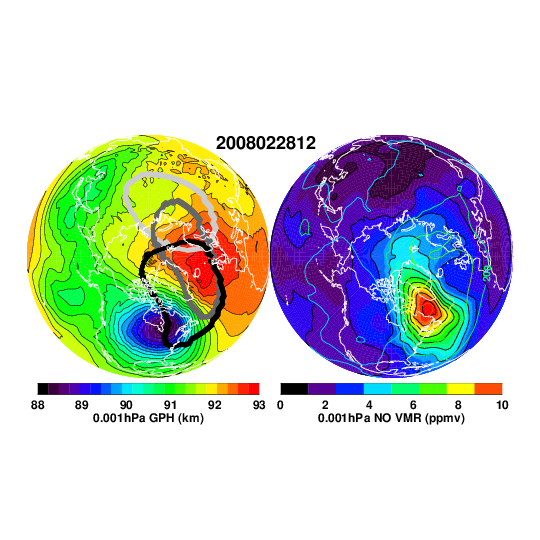 2008022812
88 89 90 91 92 93
0.001hPa GPH (km)
0 2 4 6 8 10
0.001hPa NO VMR (ppmv)